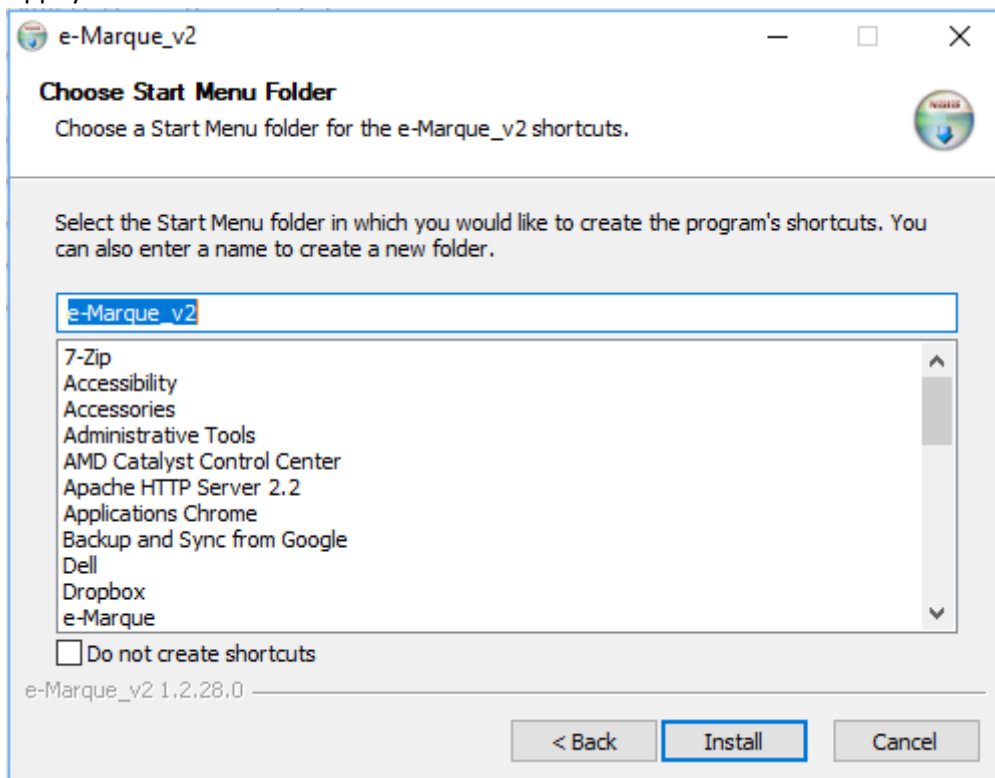 e-Marque_v2
Choose Start Menu Folder
Choose a Start Menu folder for the e-Marque_v2 shortcuts.
Select the Start Menu folder in which you would like to create the program's shortcuts. You
can also enter a name to create a new folder.
e-Marque_v2
7-Zip
Accessibility
Accessories
Administrative Tools
AMD Catalyst Control Center
Apache HTTP Server 2.2
Applications Chrome
Backup and Sync from Google
Dell
Dropbox
e-Marque
Do not create shortcuts
e-Marque_v2 1.2.28.0
< Back
Install
Cancel